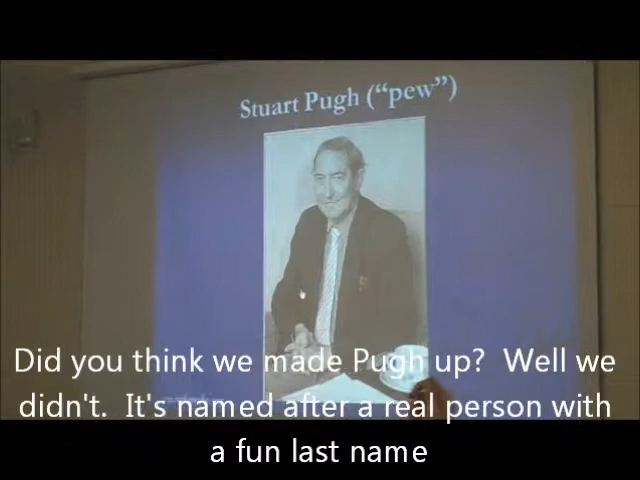 Stuart Pugh ("pew")
Did you think we made Pugh up? Well we
didn't. It's named after a real person with
a fun last name